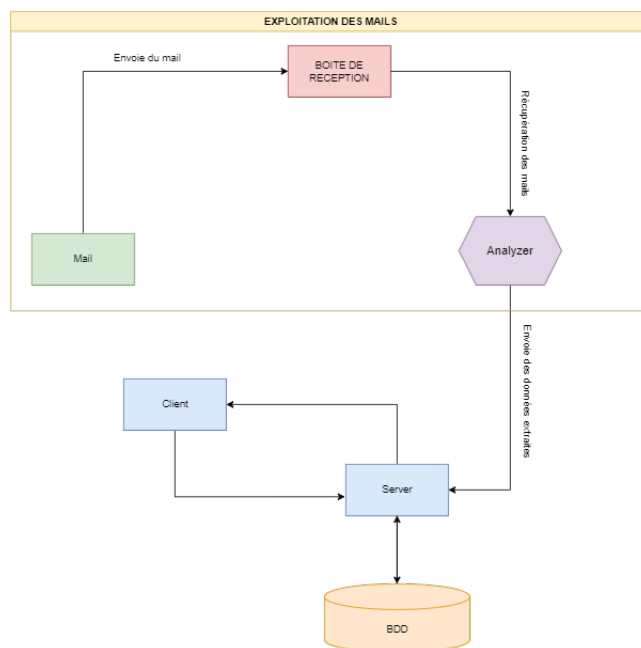 EXPLOITATION DES MAILS
Envoie du mail
BOITE DE
RECEPTION
Récupération des mails
Mail
Analyzer
Envoie des données extraites
Client
Server
BDD